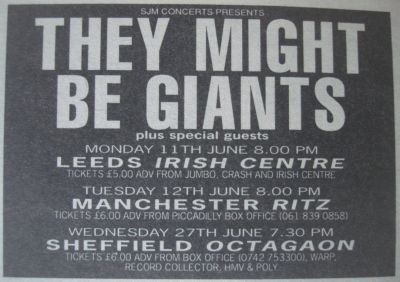 SJM CONCERTS PRESENTS
THEY MIGHT
BE GIANTS
plus special guests
MONDAY 11TH JUNE 8.00 PM
LEEDS IRISH CENTRE
TICKETS £5.00 ADV FROM JUMBO, CRASH AND IRISH CENTRE
TUESDAY 12TH JUNE 8.00 PM
MANCHESTER RITZ
TICKETS £6.00 ADV FROM PICCADILLY BOX OFFICE (061 839 0858)
WEDNESDAY 27TH JUNE 7.30 PM
SHEFFIELD OCTAGAON
TICKETS £6.00 ADV FROM BOX OFFICE (0742 753300), WARP,
RECORD COLLECTOR, HMV & POLY